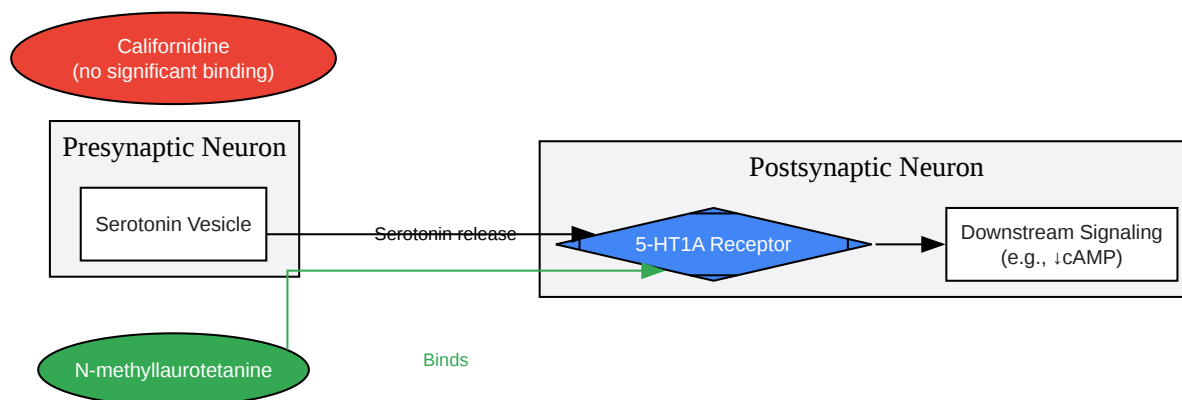 Californidine
(no significant binding)
Presynaptic Neuron
Serotonin Vesicle
Serotonin release
Postsynaptic Neuron
5-HT1A Receptor
Downstream Signaling
(e.g., ↓cAMP)
N-methyllaurotetanine
Binds